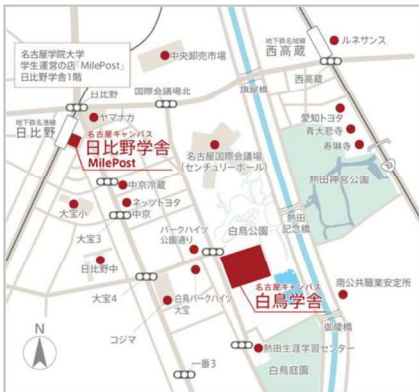 名古屋学院大学
学生運営の店「MilePost」
日比野学舎1階
中央卸売市場
地下鉄名城線
西高蔵
ルネサンス
西高蔵
日比野
国際会議場北
旗屋橋
地下鉄名港線
日比野
ヤマナカ
名古屋キャンパス
日比野学舎
MilePost
名古屋国際会議場
(センチュリーホール)
愛知トヨタ
青大悲寺
寿琳寺
熱田神宮公園
中京冷蔵
ネッツトヨタ
中京
大宝小
大宝3
白鳥公園
熱田
記念橋
パークハイツ
公園通り
日比野中
大宝4
白鳥パークハイツ
大宝
名古屋キャンパス
白鳥学舎
南公共職業安定所
御陵橋
コジマ
一番3
熱田生涯学習センター
白鳥庭園
N